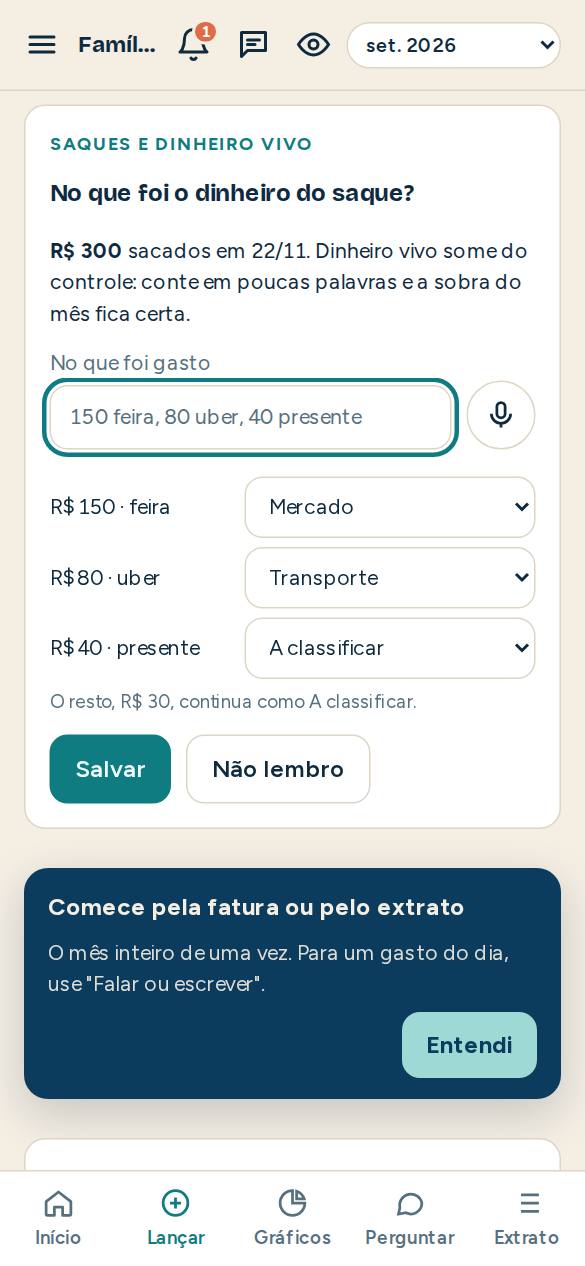 Famíl...
1
set. 2026
SAQUES E DINHEIRO VIVO
No que foi o dinheiro do saque?
R$ 300 sacados em 22/11. Dinheiro vivo some do
controle: conte em poucas palavras e a sobra do
mês fica certa.
No que foi gasto
150 feira, 80 uber, 40 presente
R$ 150 · feira
Mercado
R$ 80 · uber
Transporte
R$ 40 · presente
A classificar
O resto, R$ 30, continua como A classificar.
Salvar
Não lembro
Comece pela fatura ou pelo extrato
O mês inteiro de uma vez. Para um gasto do dia,
use "Falar ou escrever".
Entendi
Início
Lançar
Gráficos
Perguntar
Extrato